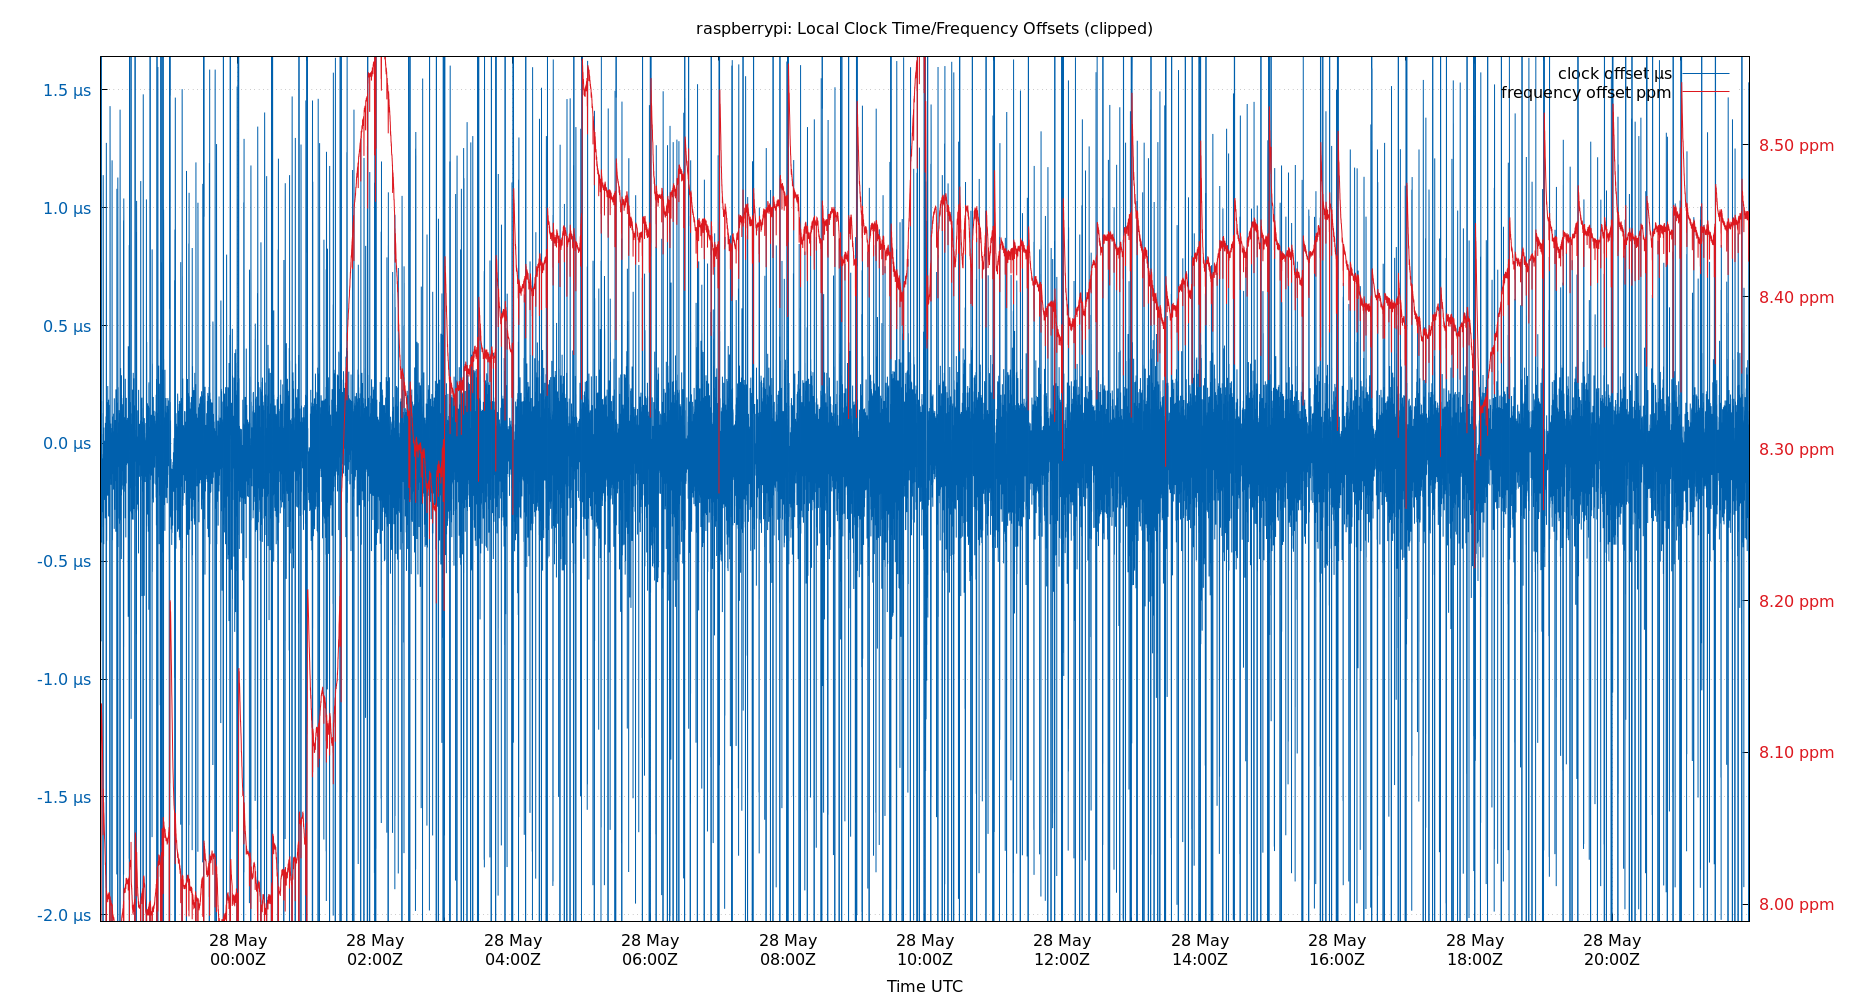 raspberrypi: Local Clock Time/Frequency Offsets (clipped)
clock offset µs
frequency offset ppm
1.5 µs
1.0 µs
0.5 µs
0.0 µs
-0.5 µs
-1.0 µs
-1.5 µs
-2.0 µs
8.50 ppm
8.40 ppm
8.30 ppm
8.20 ppm
8.10 ppm
8.00 ppm
28 May 28 May 28 May 28 May 28 May 28 May 28 May 28 May 28 May 28 May 28 May
00:00Z 02:00Z 04:00Z 06:00Z 08:00Z 10:00Z 12:00Z 14:00Z 16:00Z 18:00Z 20:00Z
Time UTC